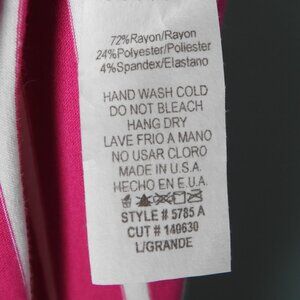 72%Rayon/Rayon
24%Polyester/Poliester
4%Spandex/Elastano
HAND WASH COLD
DO NOT BLEACH
HANG DRY
LAVE FRIO A MANO
NO USAR CLORO
MADE IN U.S.A.
HECHO EN E.U.A.
STYLE # 5785 A
CUT # 140630
L/GRANDE